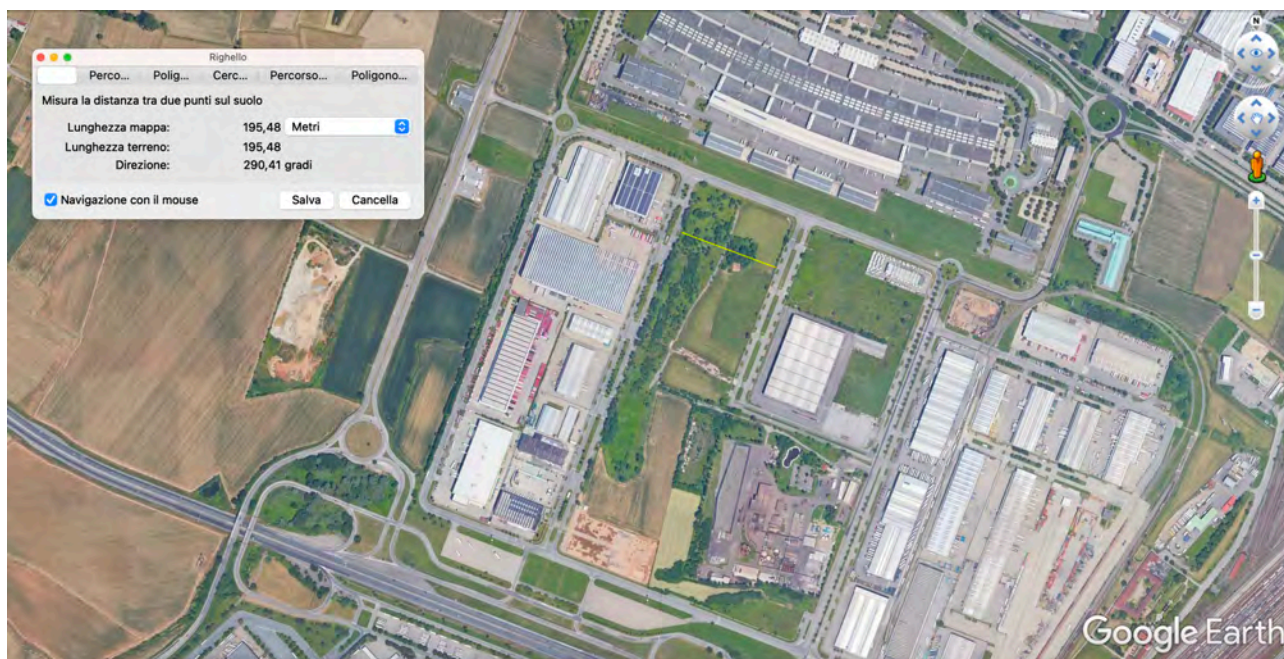 Righello
Perco... Polig... Cerc... Percorso... Poligono...
Misura la distanza tra due punti sul suolo
Lunghezza mappa: 195,48 Metri
Lunghezza terreno: 195,48
Direzione: 290,41 gradi
Navigazione con il mouse Salva Cancella
N
Google Earth